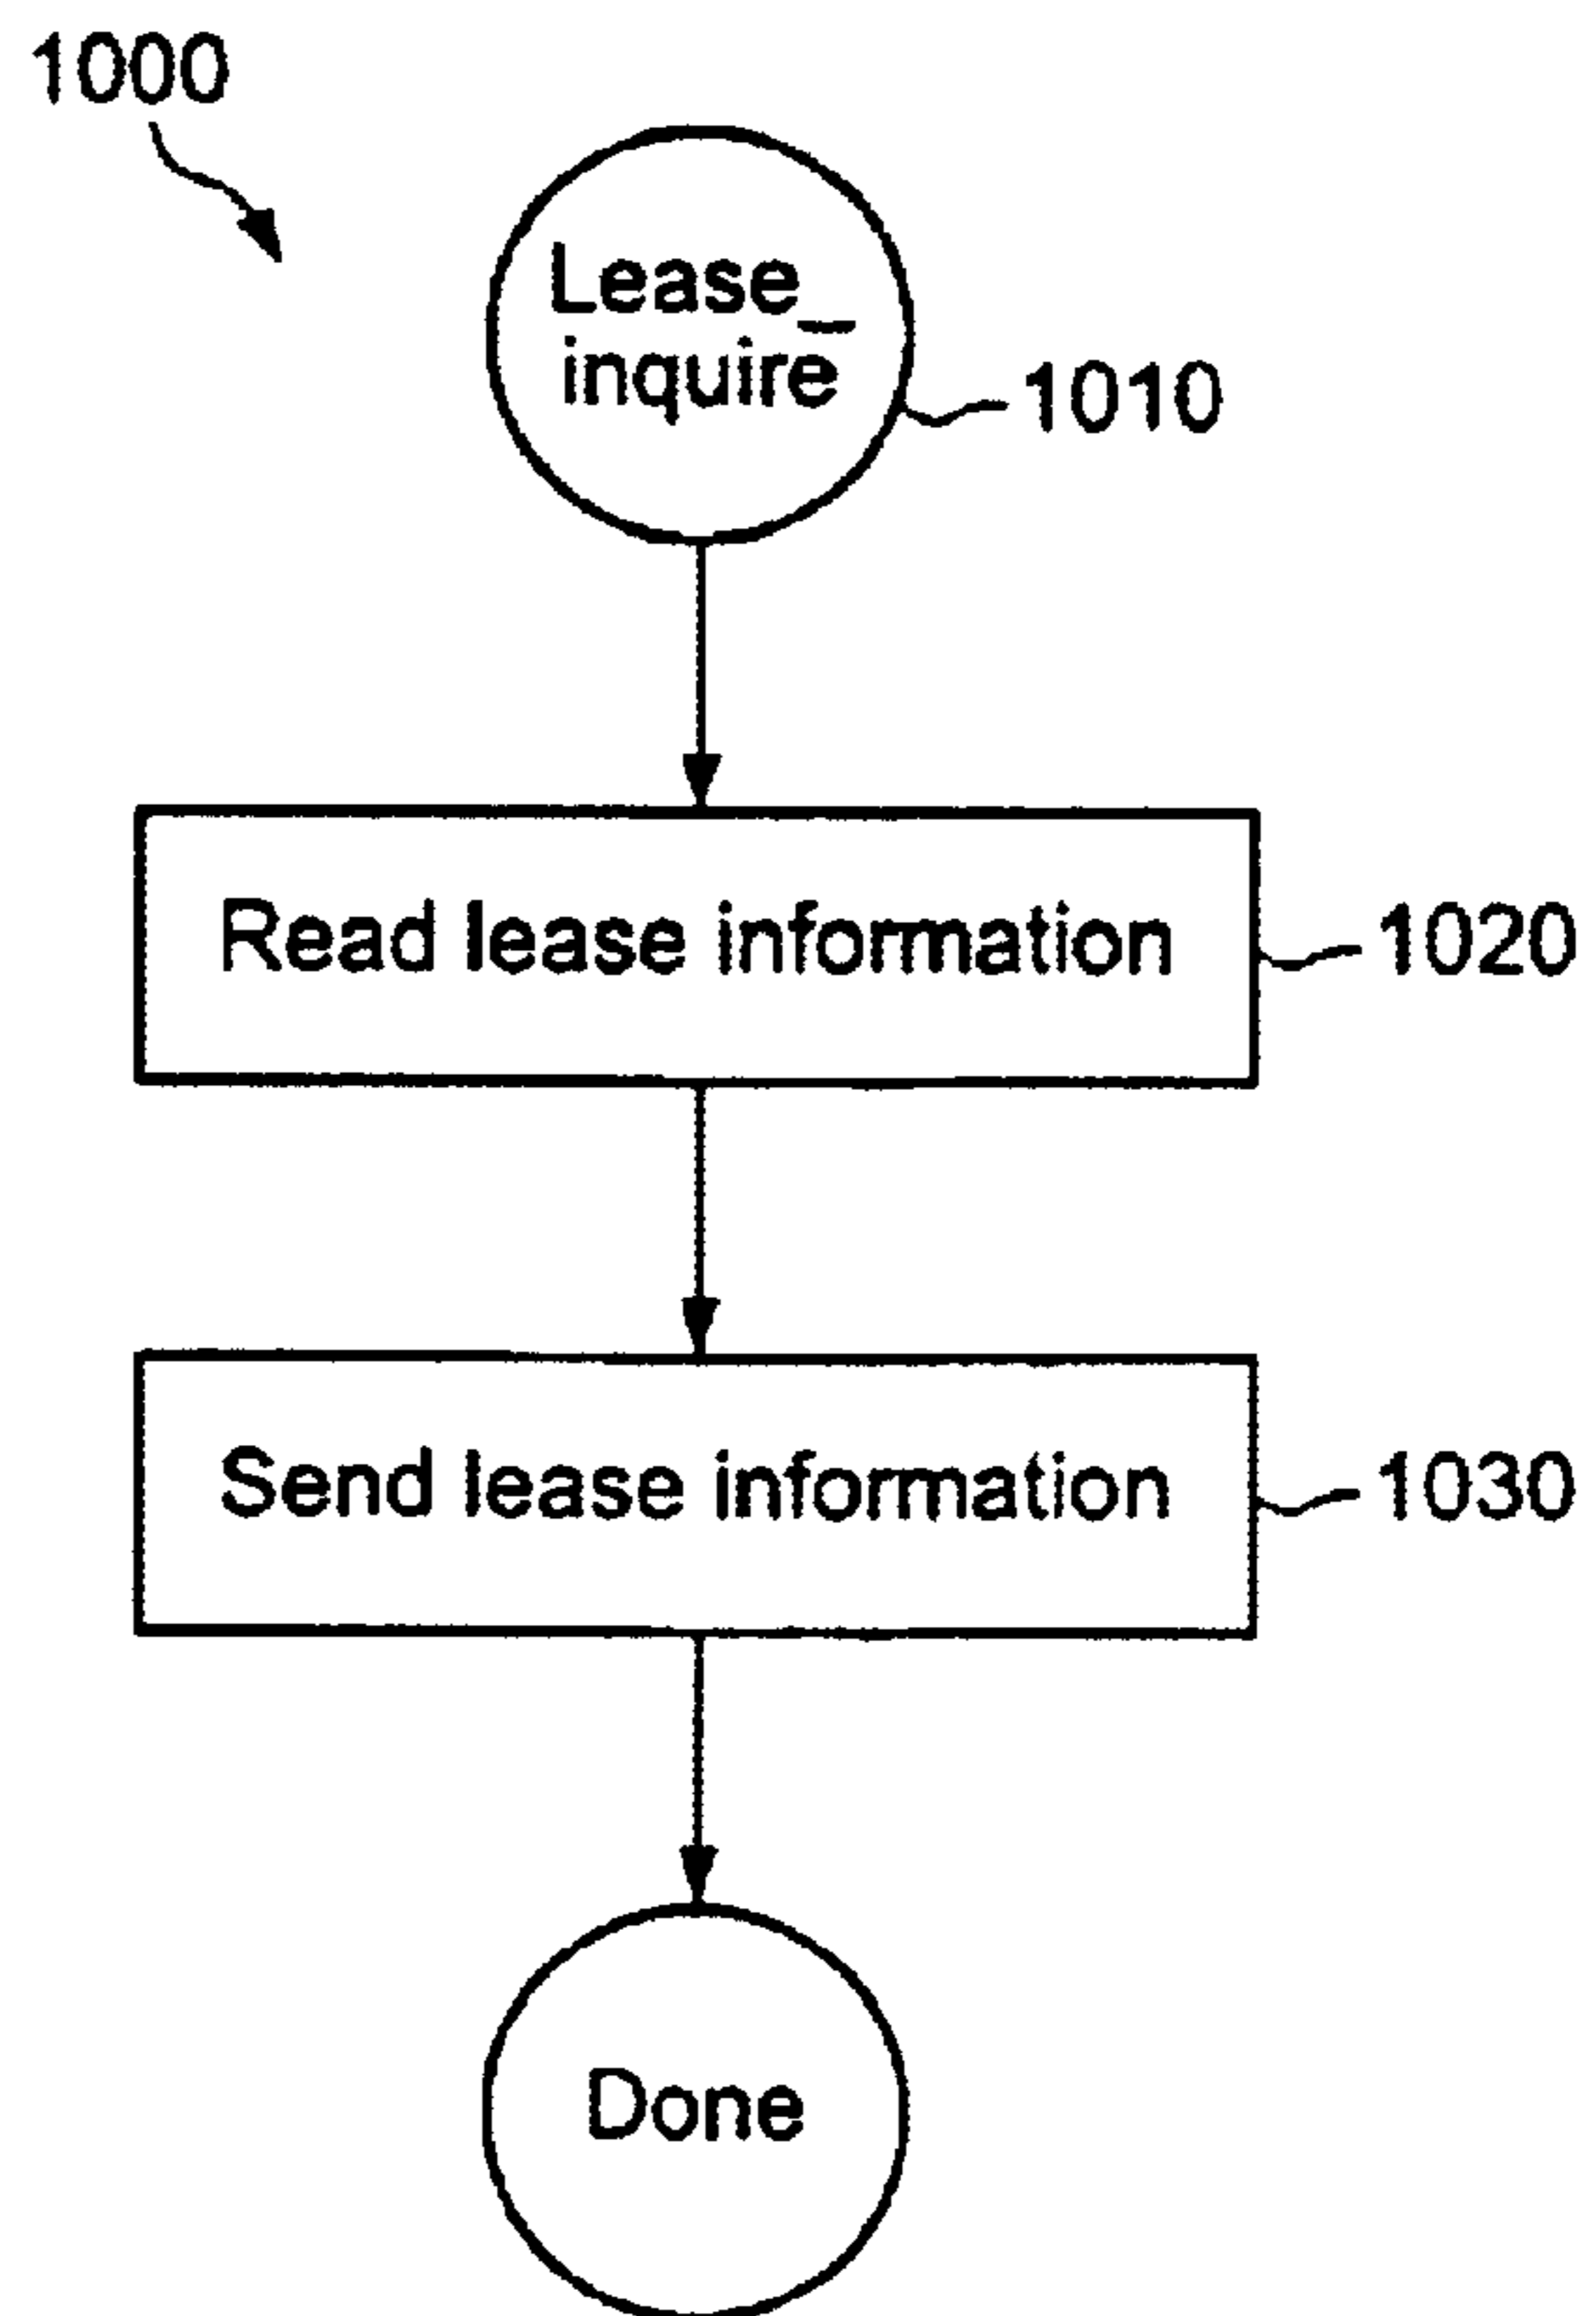 1000
Lease_
inquire
1010
Read lease information
1020
Send lease information
1030
Done